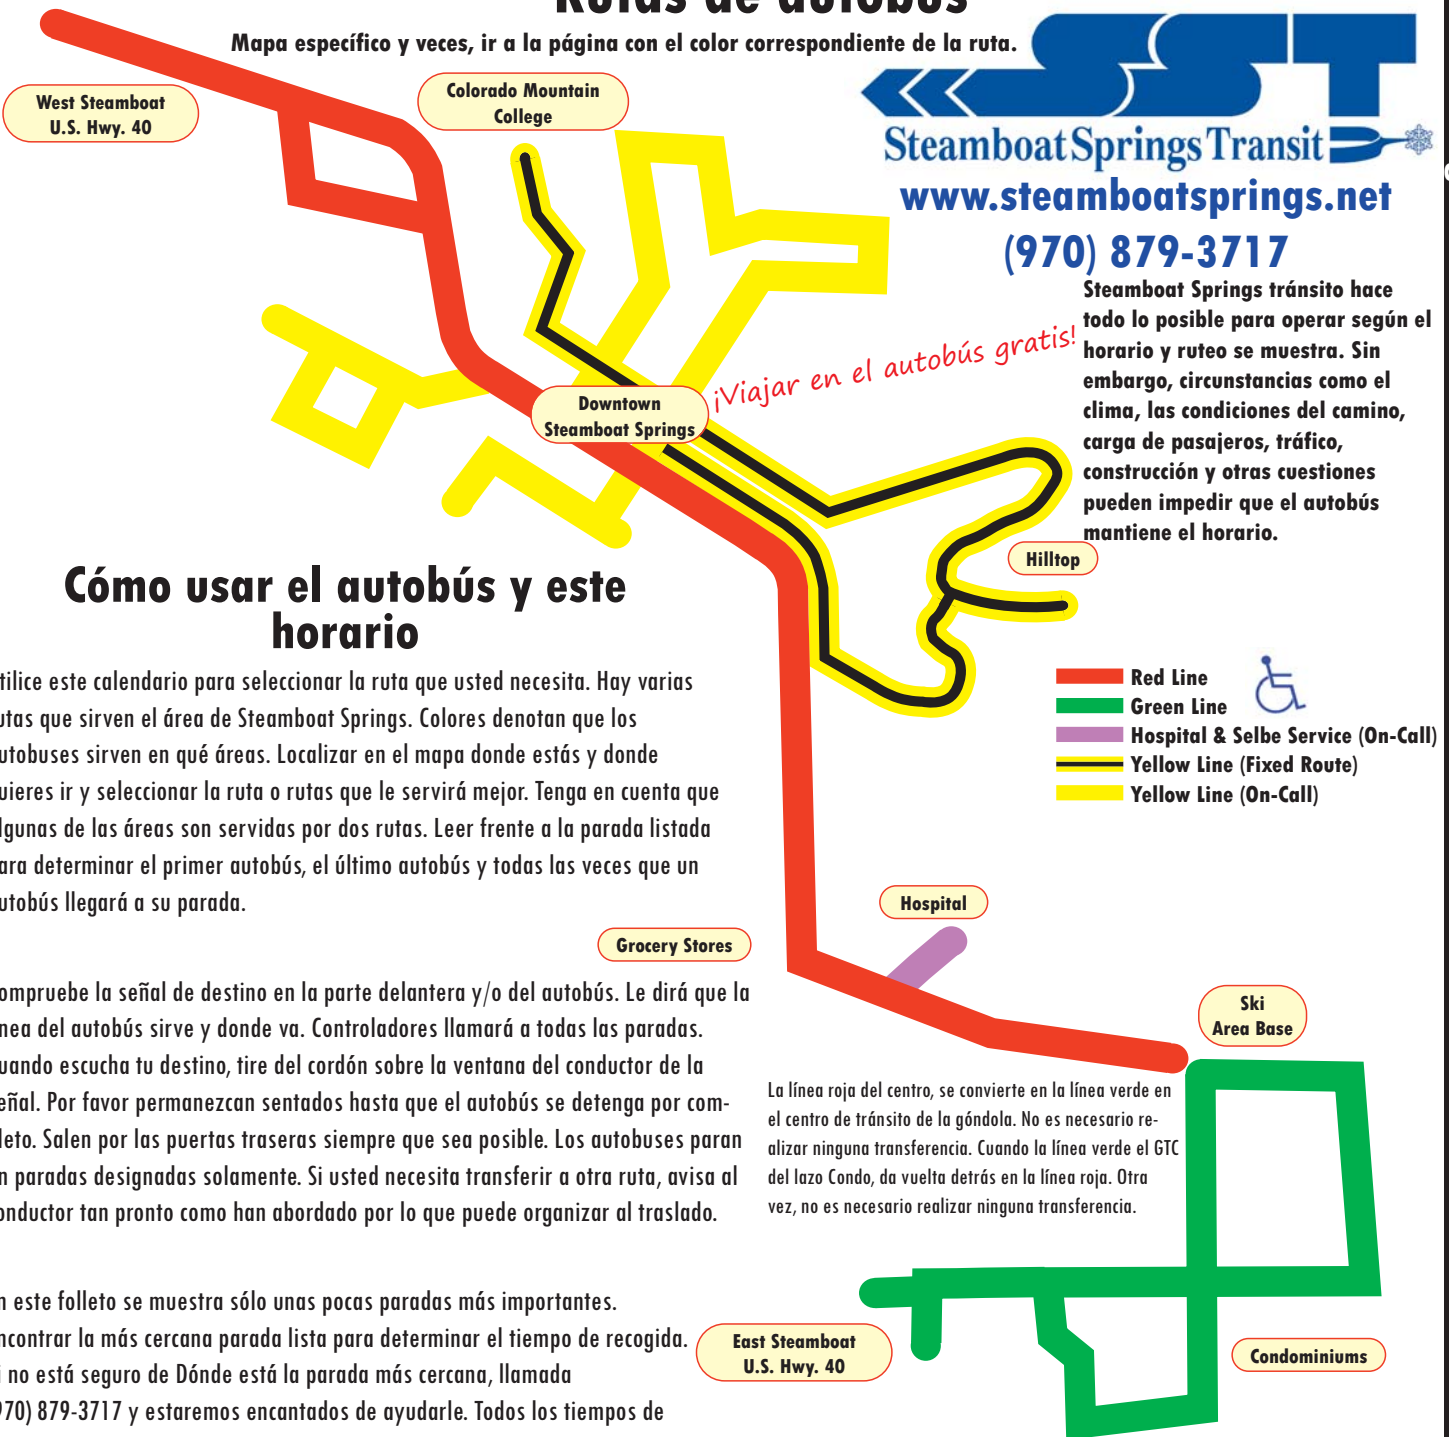 Rutas de autobús
Mapa específico y veces, ir a la página con el color correspondiente de la ruta.
SST
Steamboat Springs Transit
www.steamboatsprings.net
(970) 879-3717
West Steamboat
U.S. Hwy. 40
Colorado Mountain
College
Downtown
Steamboat Springs
¡Viajar en el autobús gratis!
Steamboat Springs tránsito hace
todo lo posible para operar según el
horario y ruteo se muestra. Sin
embargo, circunstancias como el
clima, las condiciones del camino,
carga de pasajeros, tráfico,
construcción y otras cuestiones
pueden impedir que el autobús
mantiene el horario.
Hilltop
Cómo usar el autobús y este
horario
tilice este calendario para seleccionar la ruta que usted necesita. Hay varias
utas que sirven el área de Steamboat Springs. Colores denotan que los
utobuses sirven en qué áreas. Localizar en el mapa donde estás y donde
uieres ir y seleccionar la ruta o rutas que le servirá mejor. Tenga en cuenta que
lgunas de las áreas son servidas por dos rutas. Leer frente a la parada listada
ara determinar el primer autobús, el último autobús y todas las veces que un
utobús llegará a su parada.
Red Line
Green Line
Hospital & Selbe Service (On-Call)
Yellow Line (Fixed Route)
Yellow Line (On-Call)
Hospital
Grocery Stores
ompruebe la señal de destino en la parte delantera y/o del autobús. Le dirá que la
nea del autobús sirve y donde va. Controladores llamará a todas las paradas.
uando escucha tu destino, tire del cordón sobre la ventana del conductor de la
eñal. Por favor permanezcan sentados hasta que el autobús se detenga por com-
leto. Salen por las puertas traseras siempre que sea posible. Los autobuses paran
n paradas designadas solamente. Si usted necesita transferir a otra ruta, avisa al
onductor tan pronto como han abordado por lo que puede organizar al traslado.
Ski
Area Base
La línea roja del centro, se convierte en la línea verde en
el centro de tránsito de la góndola. No es necesario re-
alizar ninguna transferencia. Cuando la línea verde el GTC
del lazo Condo, da vuelta detrás en la línea roja. Otra
vez, no es necesario realizar ninguna transferencia.
n este folleto se muestra sólo unas pocas paradas más importantes.
ncontrar la más cercana parada lista para determinar el tiempo de recogida.
i no está seguro de Dónde está la parada más cercana, llamada
970) 879-3717 y estaremos encantados de ayudarle. Todos los tiempos de
East Steamboat
U.S. Hwy. 40
Condominiums